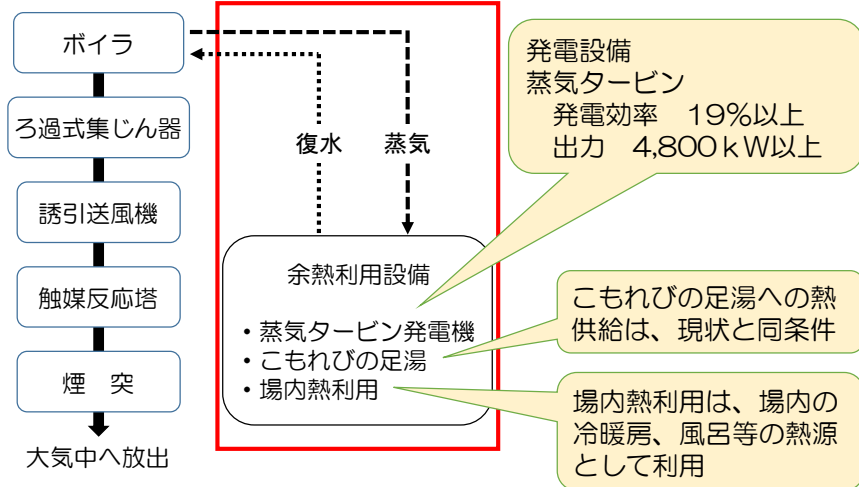 ボイラ
ろ過式集じん器
誘引送風機
触媒反応塔
煙　突
大気中へ放出
復水
蒸気
余熱利用設備
・蒸気タービン発電機
・こもれびの足湯
・場内熱利用
発電設備
蒸気タービン
発電効率　19％以上
出力　4,800ｋW以上
こもれびの足湯への熱
供給は、現状と同条件
場内熱利用は、場内の
冷暖房、風呂等の熱源
として利用